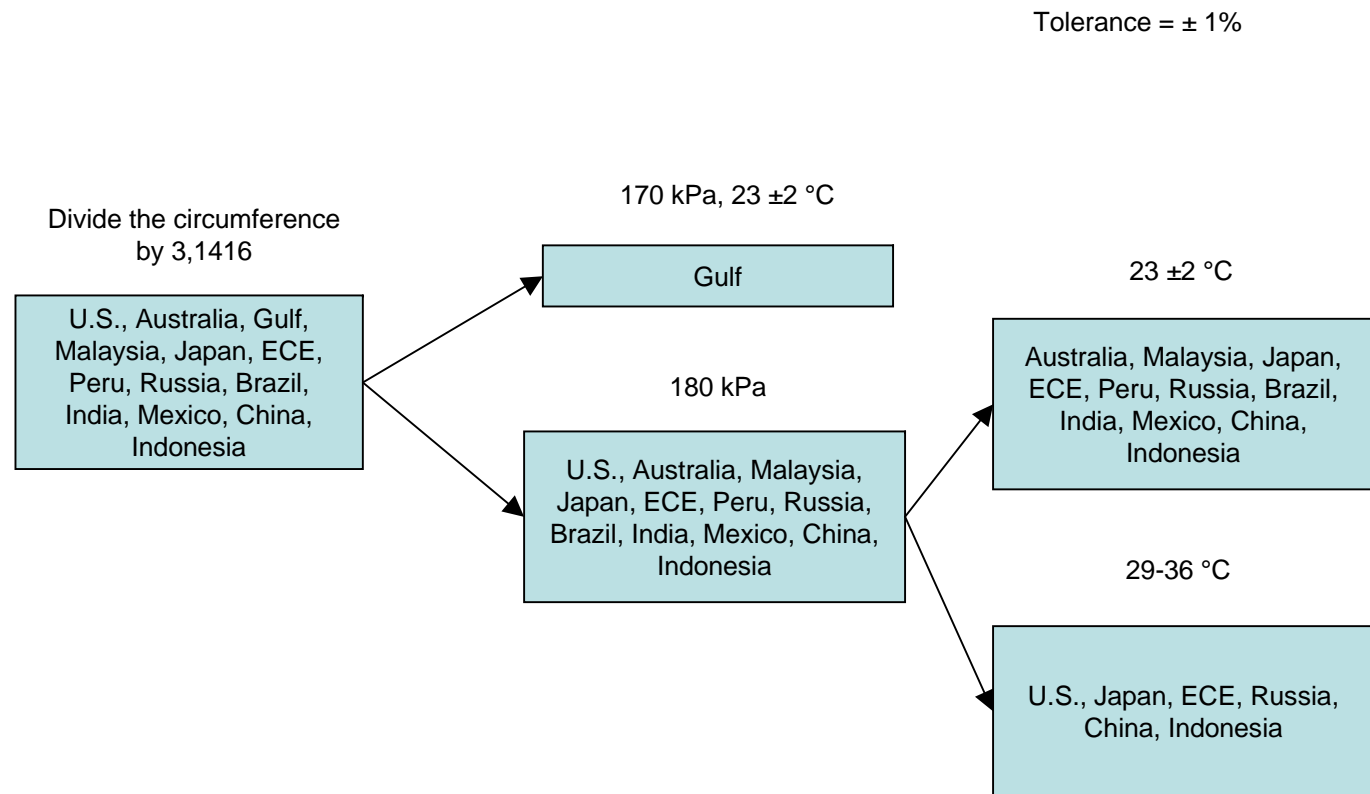 Tolerance = ± 1%
Divide the circumference
by 3,1416
U.S., Australia, Gulf,
Malaysia, Japan, ECE,
Peru, Russia, Brazil,
India, Mexico, China,
Indonesia
170 kPa, 23 ±2 °C
Gulf
180 kPa
U.S., Australia, Malaysia,
Japan, ECE, Peru, Russia,
Brazil, India, Mexico, China,
Indonesia
23 ±2 °C
Australia, Malaysia, Japan,
ECE, Peru, Russia, Brazil,
India, Mexico, China,
Indonesia
29-36 °C
U.S., Japan, ECE, Russia,
China, Indonesia